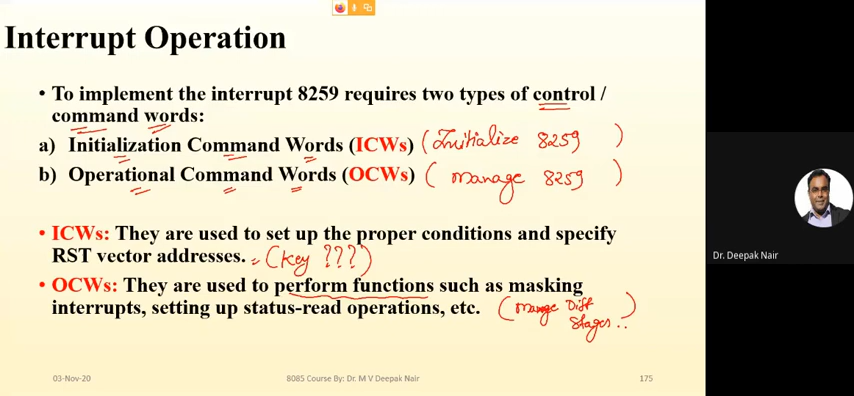 Interrupt Operation
• To implement the interrupt 8259 requires two types of control /
command words:
a) Initialization Command Words (ICWs) (Initialize 8259 )
b) Operational Command Words (OCWs) ( manage 8259 )
• ICWs: They are used to set up the proper conditions and specify
RST vector addresses. (Key ???)
• OCWs: They are used to perform functions such as masking
interrupts, setting up status-read operations, etc. (manage Diff
Stages.. )
Dr. Deepak Nair
03-Nov-20 8085 Course By: Dr. M V Deepak Nair 175